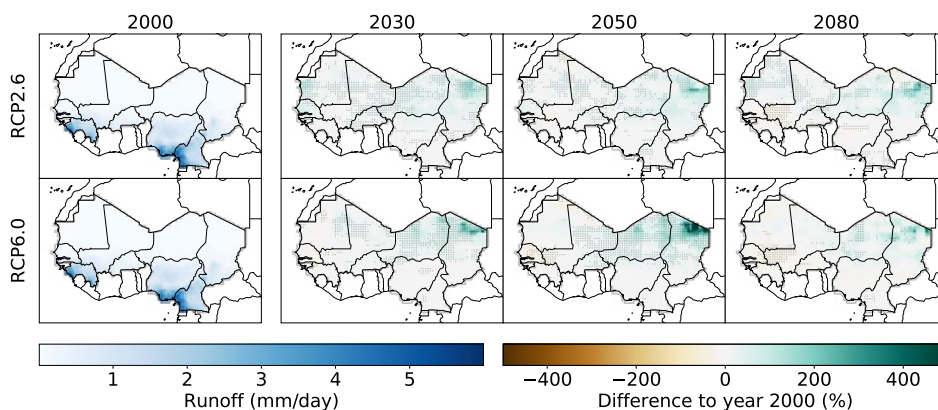 2000 2030 2050 2080
RCP2.6
RCP6.0
1 2 3 4 5 −400 −200 0 200 400
Runoff (mm/day) Difference to year 2000 (%)